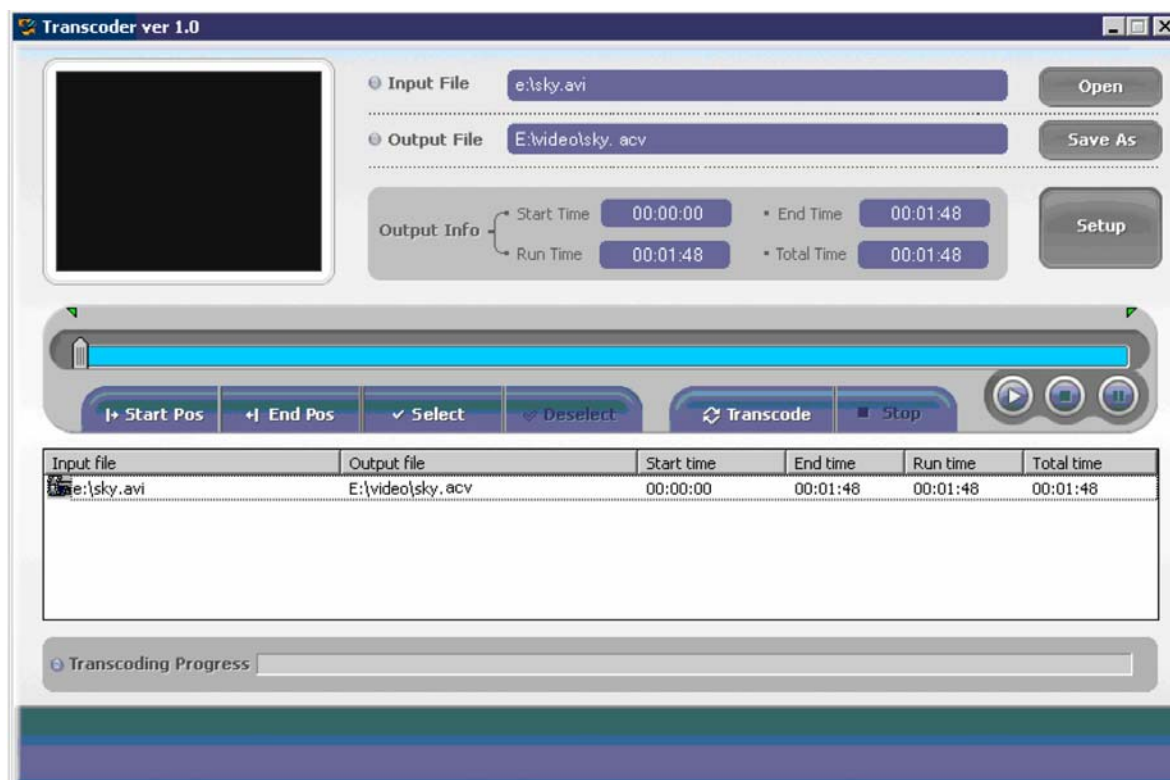 Transcoder ver 1.0
Input File e:\sky.avi Open
Output File E:\video\sky. acv Save As
Output Info Start Time 00:00:00 End Time 00:01:48 Setup
Run Time 00:01:48 Total Time 00:01:48
Start Pos End Pos Select Deselect Transcode Stop
Input file Output file Start time End time Run time Total time
e:\sky.avi E:\video\sky.acv 00:00:00 00:01:48 00:01:48 00:01:48
Transcoding Progress